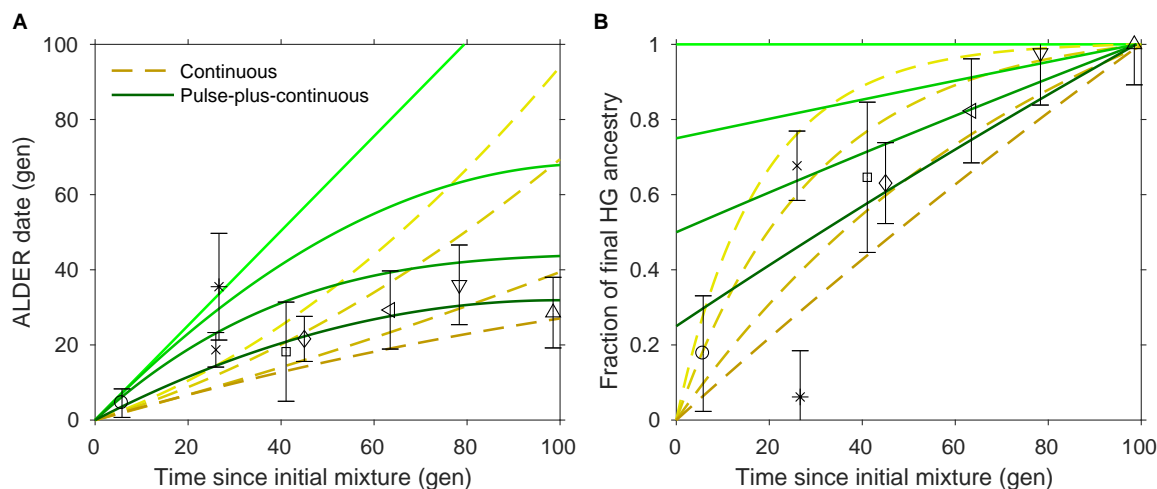 A
ALDER date (gen)
100
80
60
40
20
0
Continuous
Pulse-plus-continuous
0 20 40 60 80 100
Time since initial mixture (gen)
B
Fraction of final HG ancestry
1
0.8
0.6
0.4
0.2
0
0 20 40 60 80 100
Time since initial mixture (gen)